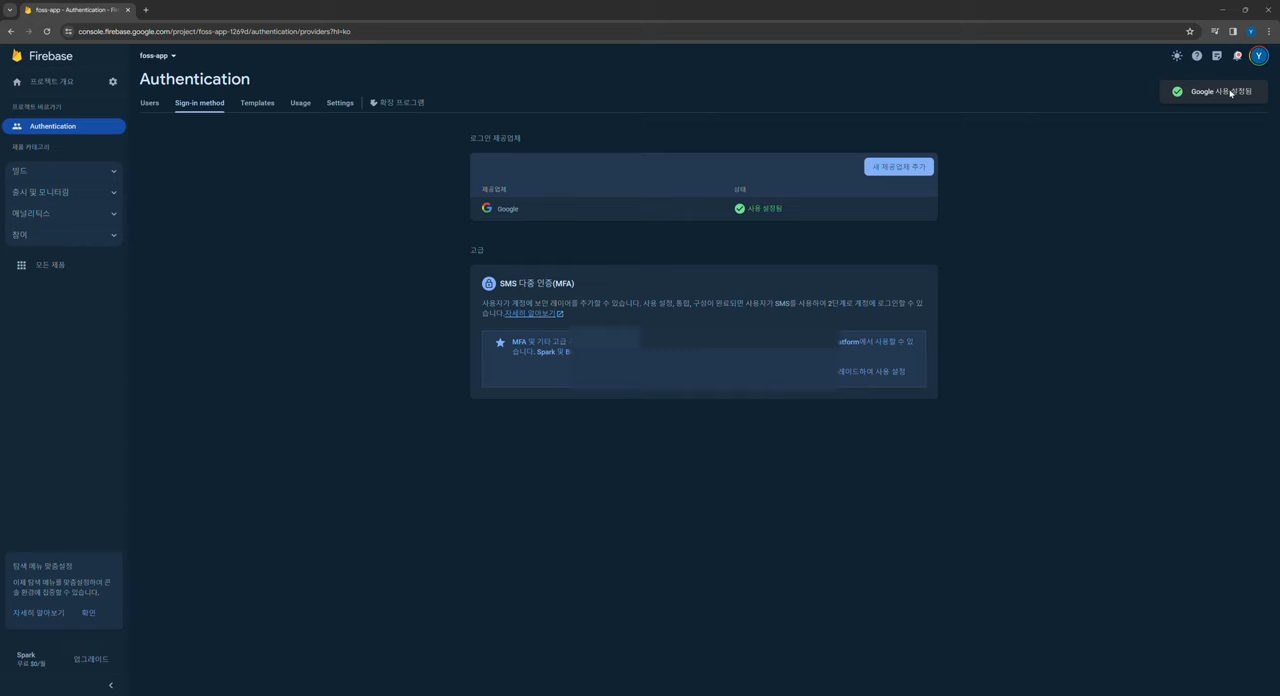 foss-app - Authentication - Fi
console.firebase.google.com/project/foss-app-1269d/authentication/providers?hl=ko
Y
Firebase
foss-app
Y
프로젝트 개요
Authentication
Google 사용 설정됨
Users
Sign-in method
Templates
Usage
Settings
확장 프로그램
프로젝트 바로가기
Authentication
제품 카테고리
빌드
출시 및 모니터링
애널리틱스
참여
모든 제품
로그인 제공업체
새 제공업체 추가
제공업체
상태
Google
사용 설정됨
고급
SMS 다중 인증(MFA)
사용자가 계정에 보안 레이어를 추가할 수 있습니다. 사용 설정, 통합, 구성이 완료되면 사용자가 SMS를 사용하여 2단계로 계정에 로그인할 수 있
습니다. 자세히 알아보기
MFA 및 기타 고급
atform에서 사용할 수 있
습니다. Spark 및
레이드하여 사용 설정
탐색 메뉴 맞춤설정
이제 탐색 메뉴를 맞춤설정하여 콘
솔 환경에 집중할 수 있습니다.
자세히 알아보기
확인
Spark
무료 $0/월
업그레이드